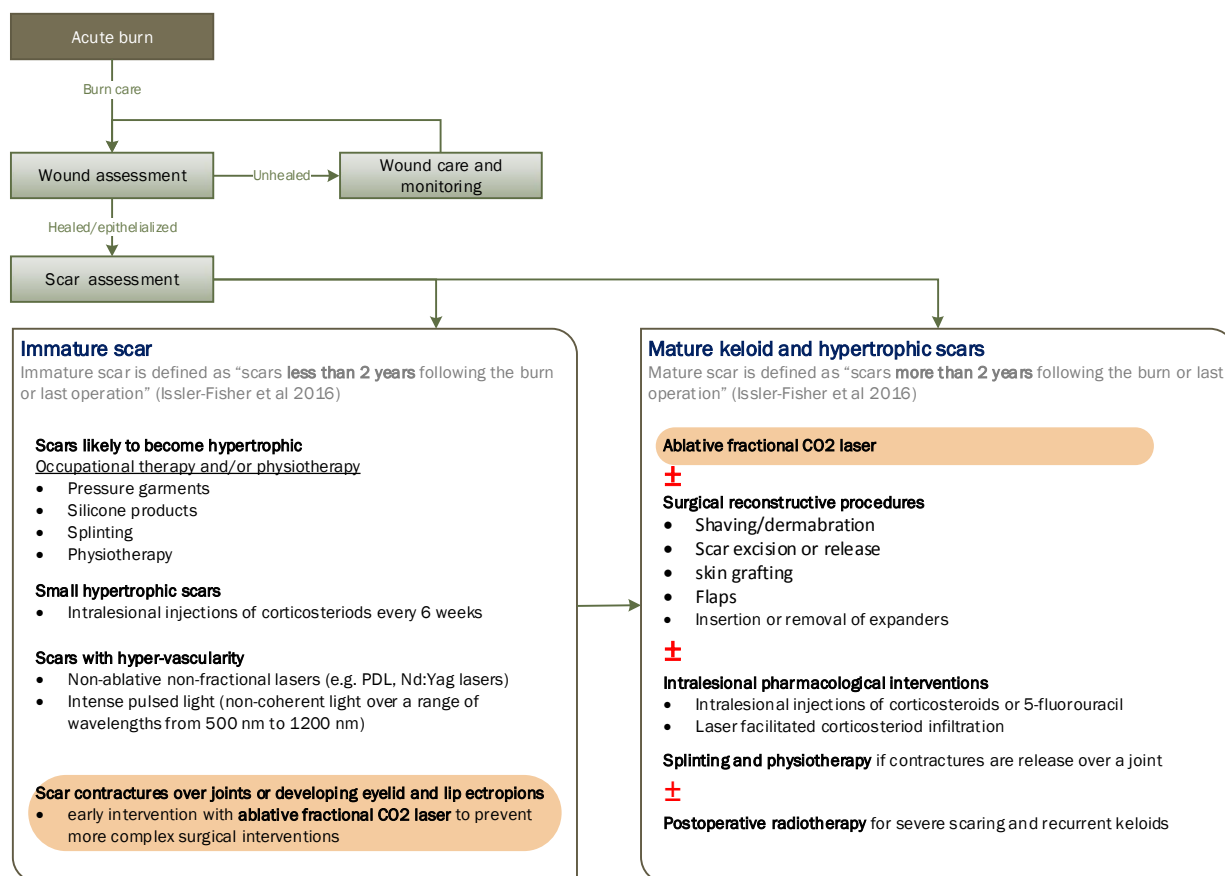 Acute burn
Burn care
Wound assessment
Unhealed
Wound care and
monitoring
Healed/epithelialized
Scar assessment
Immature scar
Immature scar is defined as “scars less than 2 years following the burn
or last operation” (Issler-Fisher et al 2016)
Scars likely to become hypertrophic
Occupational therapy and/or physiotherapy
• Pressure garments
• Silicone products
• Splinting
• Physiotherapy
Small hypertrophic scars
• Intralesional injections of corticosteriods every 6 weeks
Scars with hyper-vascularity
• Non-ablative non-fractional lasers (e.g. PDL, Nd:Yag lasers)
• Intense pulsed light (non-coherent light over a range of
wavelengths from 500 nm to 1200 nm)
Scar contractures over joints or developing eyelid and lip ectropions
• early intervention with ablative fractional CO2 laser to prevent
more complex surgical interventions
Mature keloid and hypertrophic scars
Mature scar is defined as “scars more than 2 years following the burn or last
operation” (Issler-Fisher et al 2016)
Ablative fractional CO2 laser
±
Surgical reconstructive procedures
• Shaving/dermabration
• Scar excision or release
• skin grafting
• Flaps
• Insertion or removal of expanders
±
Intralesional pharmacological interventions
• Intralesional injections of corticosteroids or 5-fluorouracil
• Laser facilitated corticosteriod infiltration
Splinting and physiotherapy if contractures are release over a joint
±
Postoperative radiotherapy for severe scaring and recurrent keloids